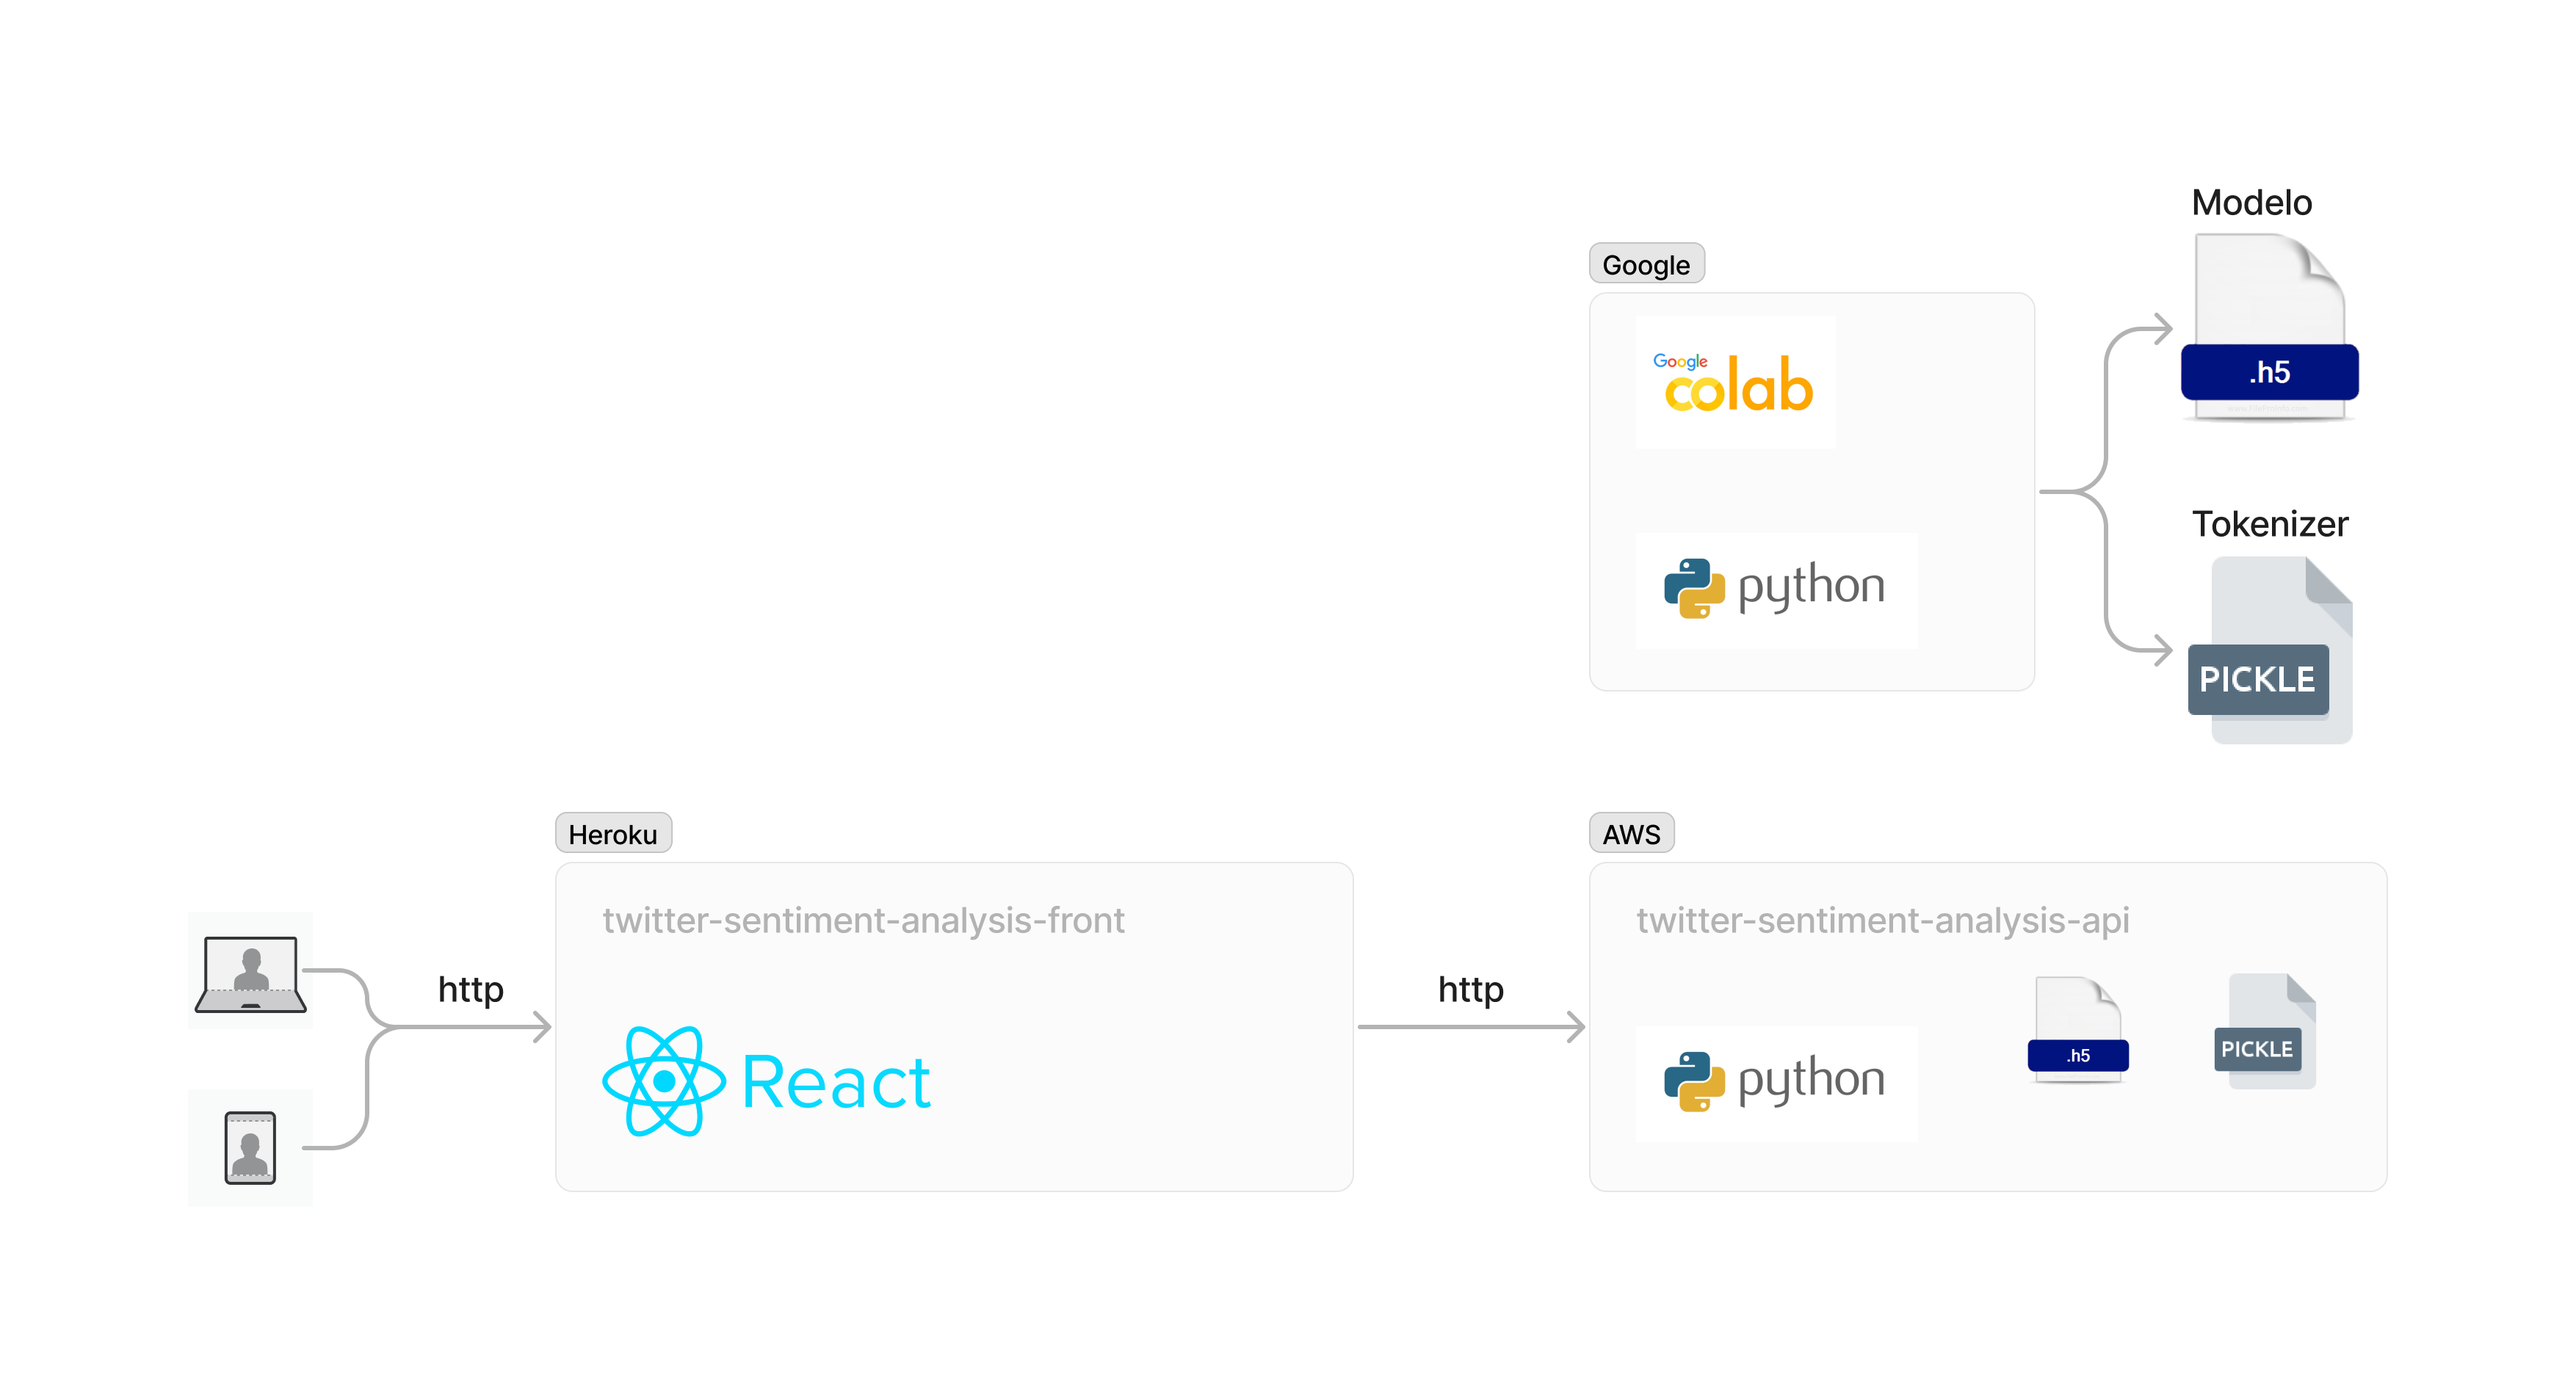 Modelo
Google
.h5
Google
colab
Tokenizer
python
PICKLE
Heroku
AWS
twitter-sentiment-analysis-front
twitter-sentiment-analysis-api
http
http
.h5
PICKLE
React
python